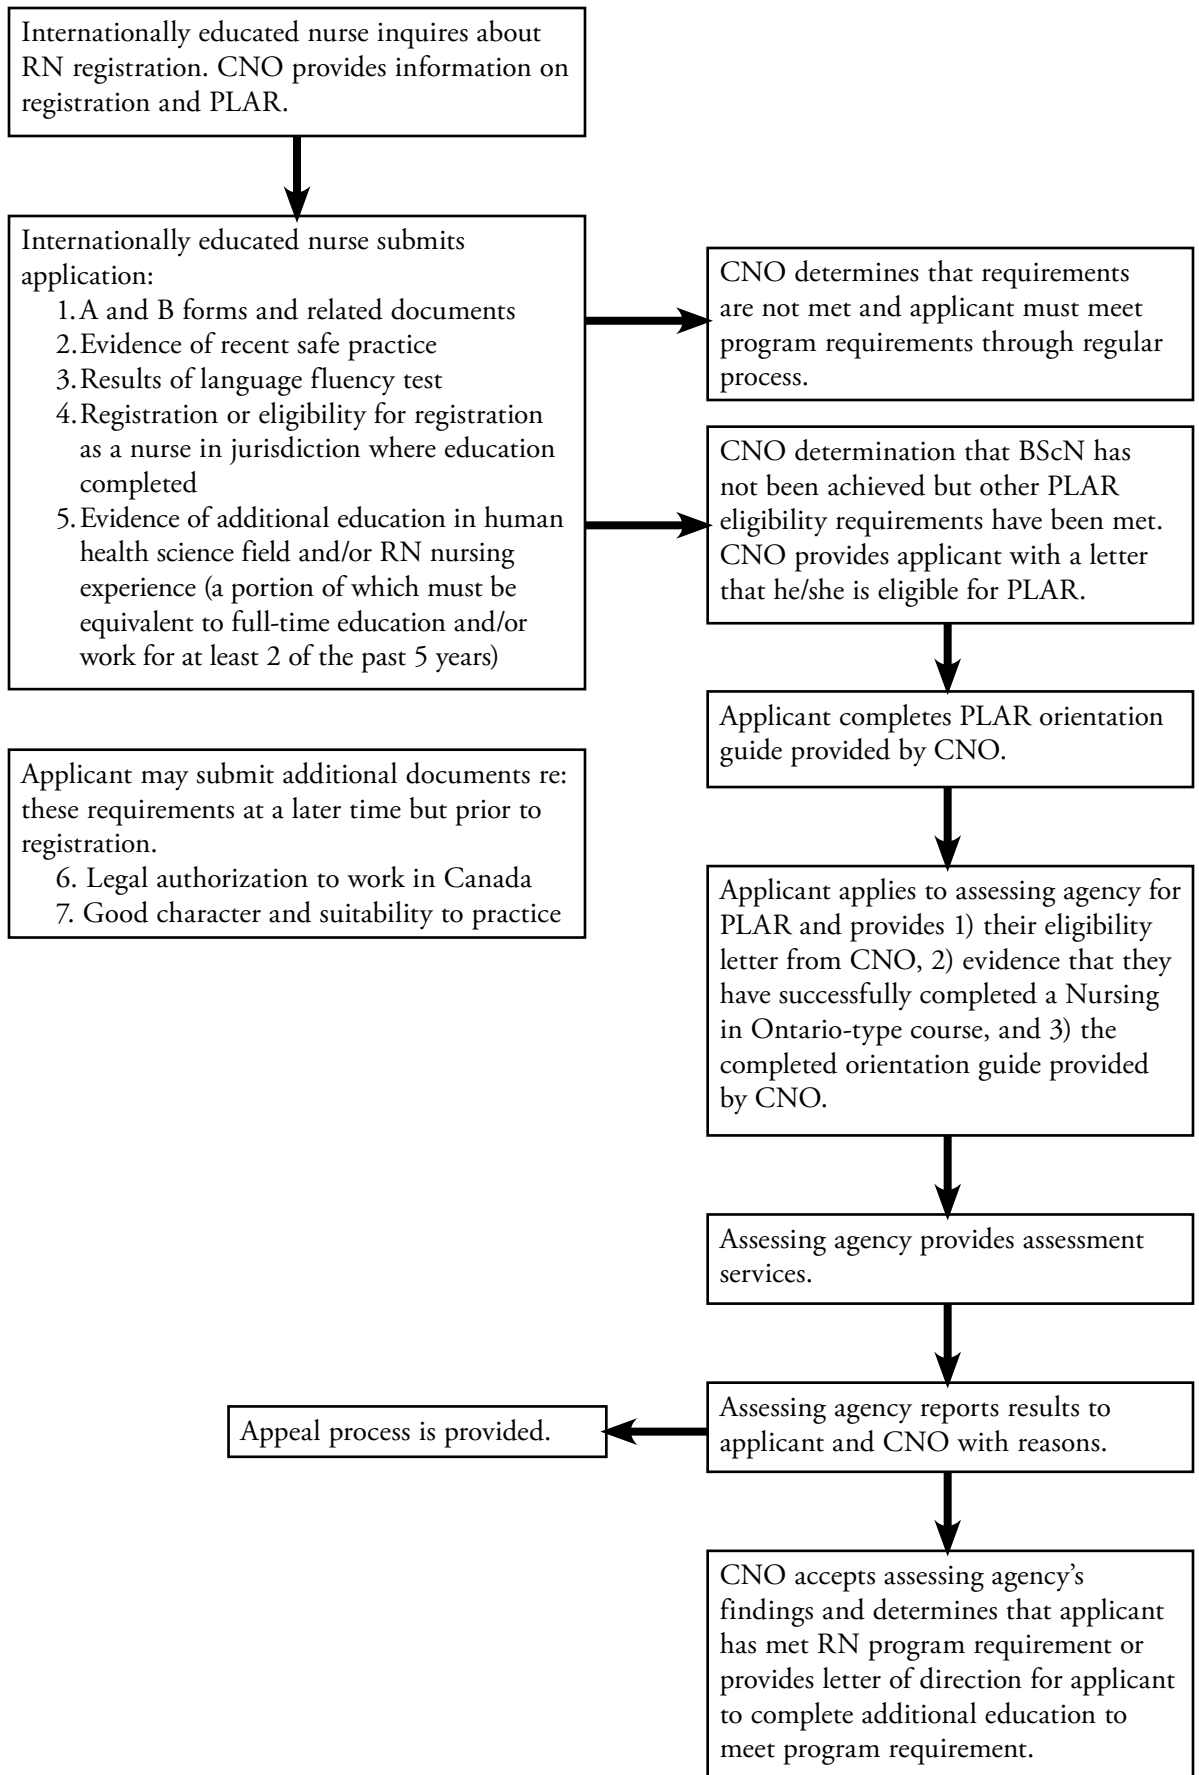 Internationally educated nurse inquires about
RN registration. CNO provides information on
registration and PLAR.
Internationally educated nurse submits
application:
1. A and B forms and related documents
2. Evidence of recent safe practice
3. Results of language fluency test
4. Registration or eligibility for registration
as a nurse in jurisdiction where education
completed
5. Evidence of additional education in human
health science field and/or RN nursing
experience (a portion of which must be
equivalent to full-time education and/or
work for at least 2 of the past 5 years)
Applicant may submit additional documents re:
these requirements at a later time but prior to
registration.
6. Legal authorization to work in Canada
7. Good character and suitability to practice
CNO determines that requirements
are not met and applicant must meet
program requirements through regular
process.
CNO determination that BScN has
not been achieved but other PLAR
eligibility requirements have been met.
CNO provides applicant with a letter
that he/she is eligible for PLAR.
Applicant completes PLAR orientation
guide provided by CNO.
Applicant applies to assessing agency for
PLAR and provides 1) their eligibility
letter from CNO, 2) evidence that they
have successfully completed a Nursing
in Ontario-type course, and 3) the
completed orientation guide provided
by CNO.
Assessing agency provides assessment
services.
Assessing agency reports results to
applicant and CNO with reasons.
Appeal process is provided.
CNO accepts assessing agency’s
findings and determines that applicant
has met RN program requirement or
provides letter of direction for applicant
to complete additional education to
meet program requirement.